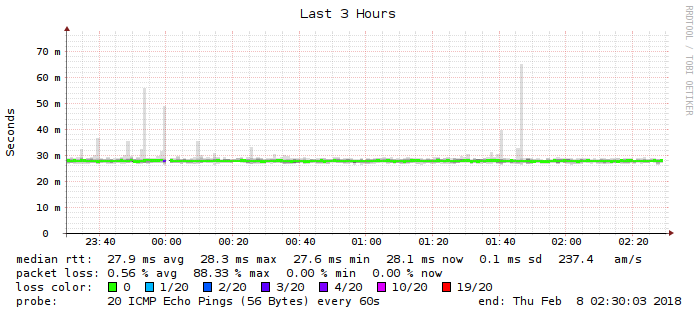 Last 3 Hours
RRDTOOL / TOBI OETIKER
Seconds
70 m
60 m
50 m
40 m
30 m
20 m
10 m
0
23:40 00:00 00:20 00:40 01:00 01:20 01:40 02:00 02:20
median rtt: 27.9 ms avg 28.3 ms max 27.6 ms min 28.1 ms now 0.1 ms sd 237.4 am/s
packet loss: 0.56 % avg 88.33 % max 0.00 % min 0.00 % now
loss color: 0 1/20 2/20 3/20 4/20 10/20 19/20
probe: 20 ICMP Echo Pings (56 Bytes) every 60s end: Thu Feb 8 02:30:03 2018